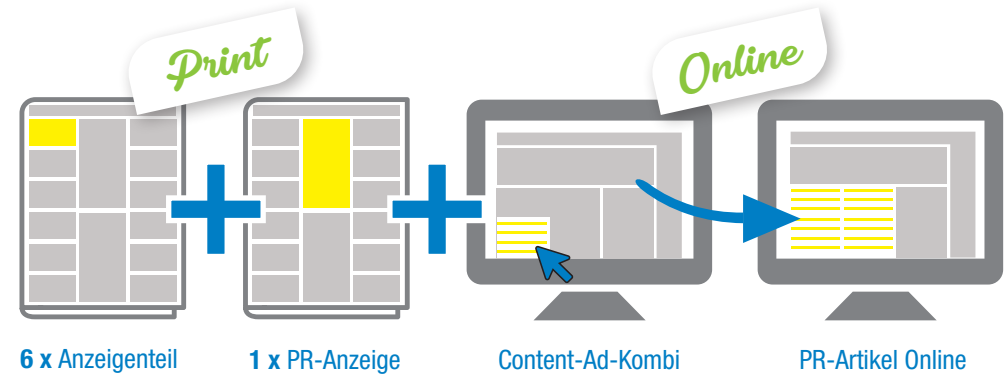 Print
Online
6 x Anzeigenteil
1 x PR-Anzeige
Content-Ad-Kombi
PR-Artikel Online